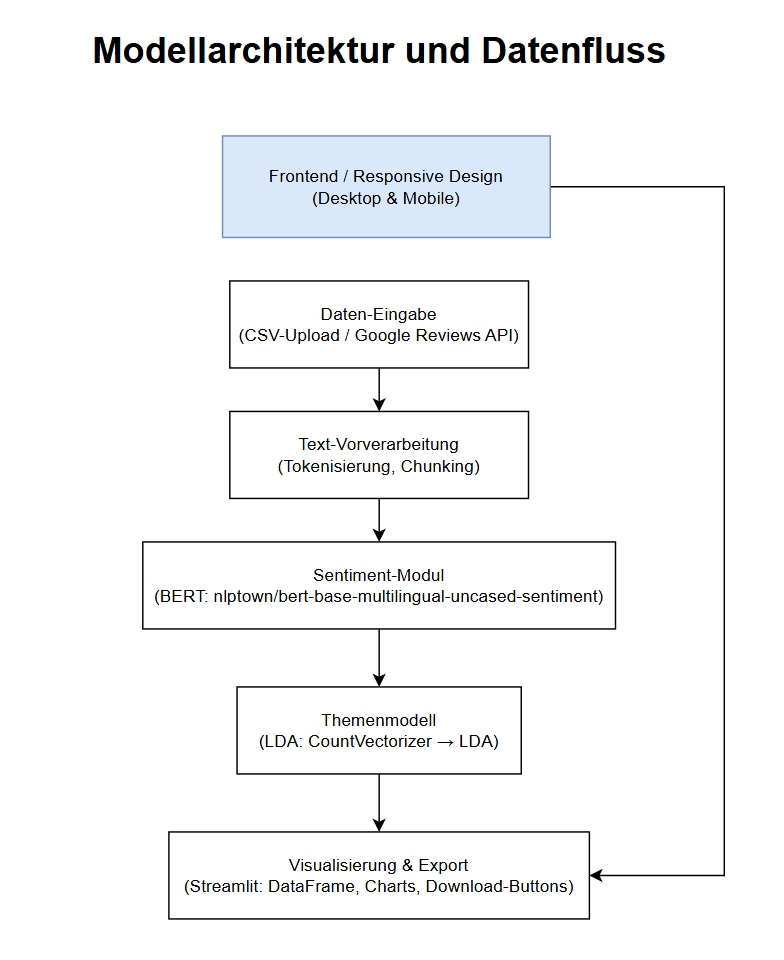 Modellarchitektur und Datenfluss
Frontend / Responsive Design
(Desktop & Mobile)
Daten-Eingabe
(CSV-Upload / Google Reviews API)
Text-Vorverarbeitung
(Tokenisierung, Chunking)
Sentiment-Modul
(BERT: nlptown/bert-base-multilingual-uncased-sentiment)
Themenmodell
(LDA: CountVectorizer → LDA)
Visualisierung & Export
(Streamlit: DataFrame, Charts, Download-Buttons)